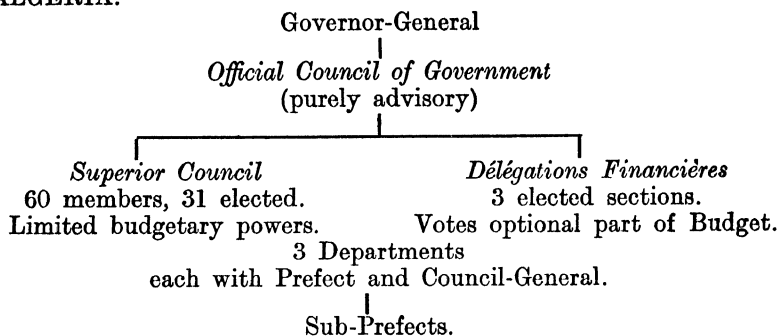 ALGERIA.
Governor-General
Official Council of Government
(purely advisory)
Superior Council
60 members, 31 elected.
Limited budgetary powers.
Délégations Financières
3 elected sections.
Votes optional part of Budget.
3 Departments
each with Prefect and Council-General.
Sub-Prefects.